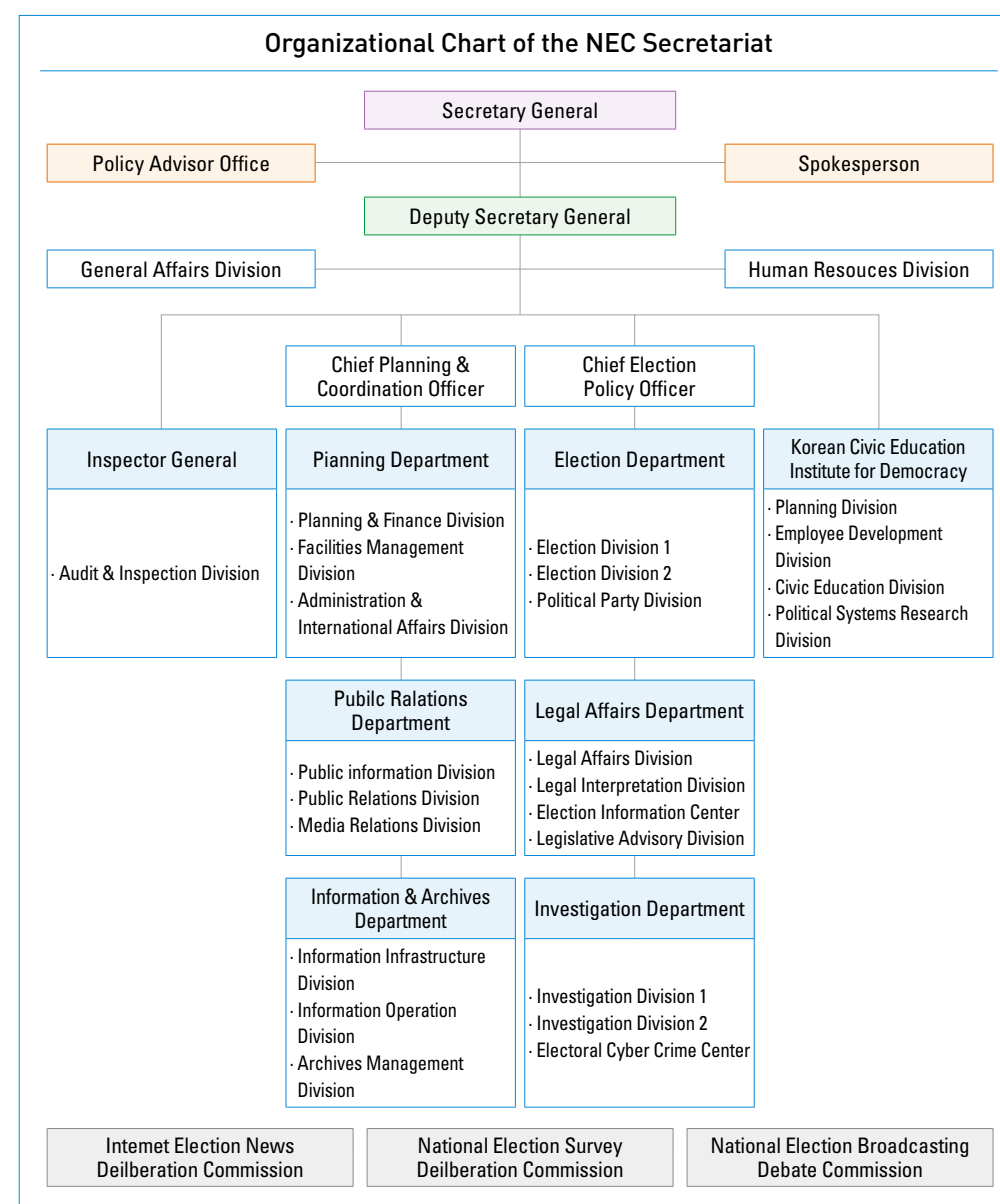 Organizational Chart of the NEC Secretariat
Secretary General
Policy Advisor Office
Spokesperson
Deputy Secretary General
General Affairs Division
Human Resouces Division
Chief Planning &
Coordination Officer
Chief Election
Policy Officer
Inspector General
· Audit & Inspection Division
Planning Department
· Planning & Finance Division
· Facilities Management
Division
· Administration &
International Affairs Division
Election Department
· Election Division 1
· Election Division 2
· Political Party Division
Korean Civic Education
Institute for Democracy
· Planning Division
· Employee Development
Division
· Civic Education Division
· Political Systems Research
Division
Pubilc Ralations
Department
· Public information Division
· Public Relations Division
· Media Relations Division
Legal Affairs Department
· Legal Affairs Division
· Legal Interpretation Division
· Election Information Center
· Legislative Advisory Division
Information & Archives
Department
· Information Infrastructure
Division
· Information Operation
Division
· Archives Management
Division
Investigation Department
· Investigation Division 1
· Investigation Division 2
· Electoral Cyber Crime Center
Intemet Election News
Deilberation Commission
National Election Survey
Deilberation Commission
National Election Broadcasting
Debate Commission